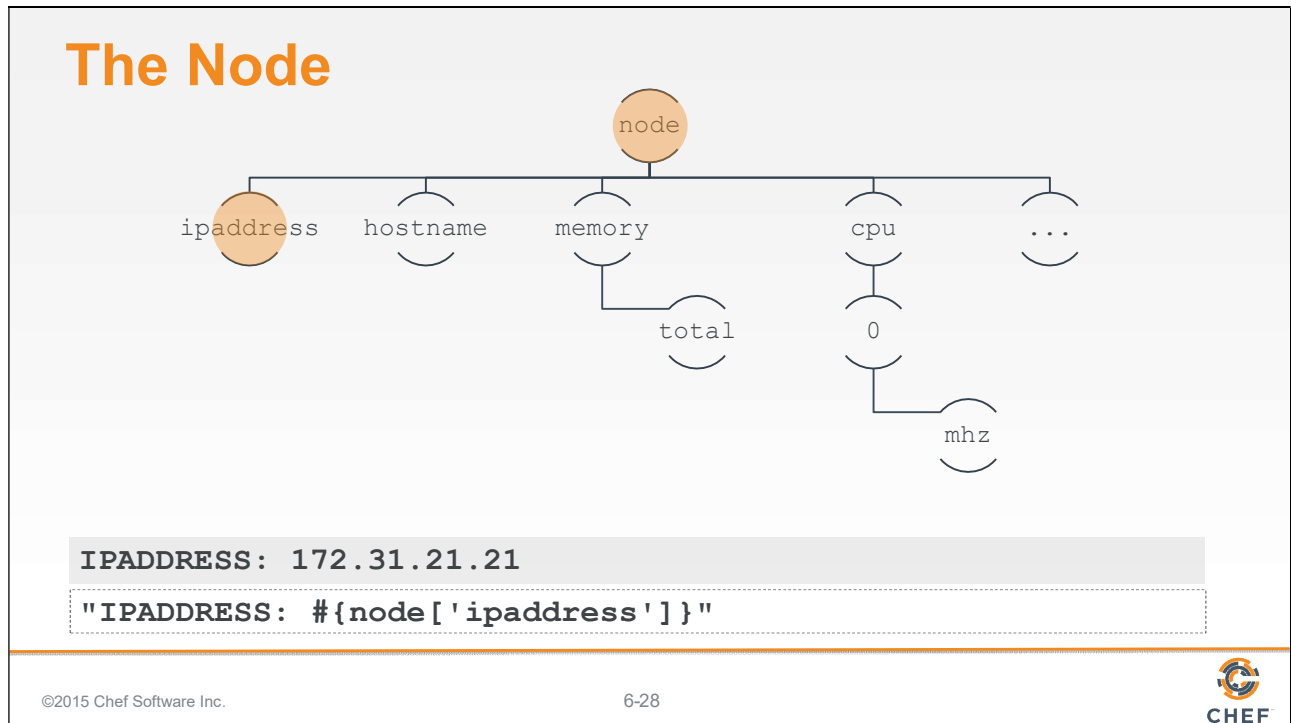 The Node
node
ipaddress hostname memory cpu ...
total 0
mhz
IPADDRESS: 172.31.21.21
"IPADDRESS: #{node['ipaddress']}"
©2015 Chef Software Inc. 6-28
CHEF